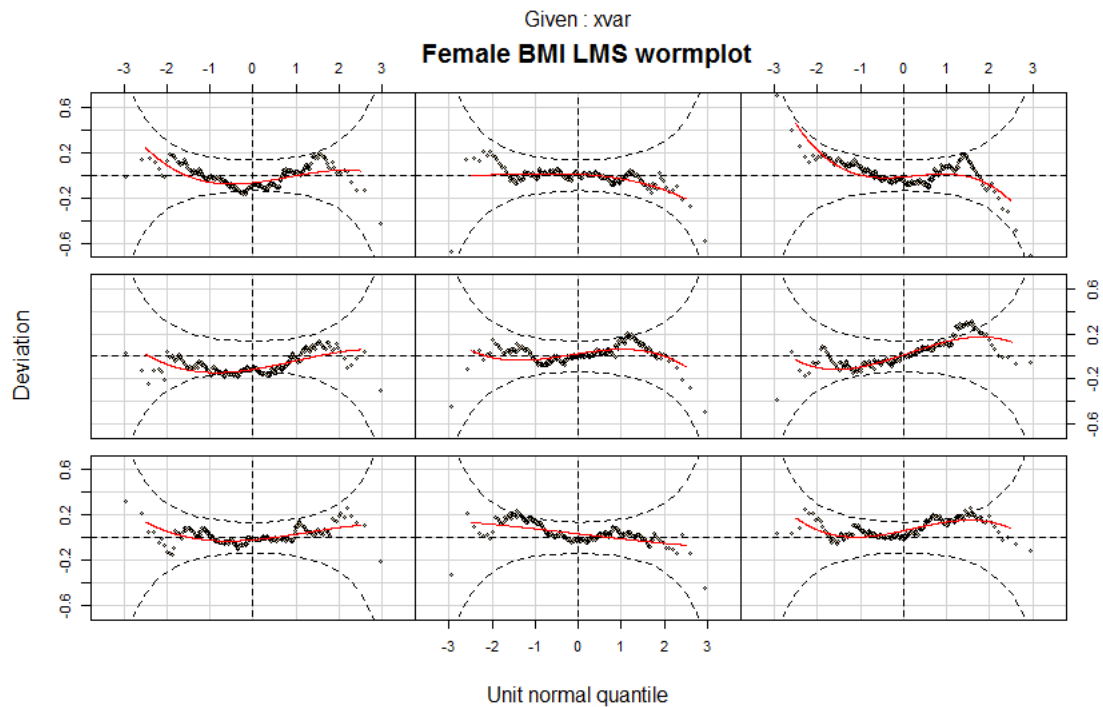 Given : xvar
Female BMI LMS wormplot
-3 -2 -1 0 1 2 3
-3 -2 -1 0 1 2 3
0.6
0.2
-0.2
-0.6
0.6
0.2
-0.2
-0.6
0.6
0.2
-0.2
-0.6
Deviation
-3 -2 -1 0 1 2 3
Unit normal quantile